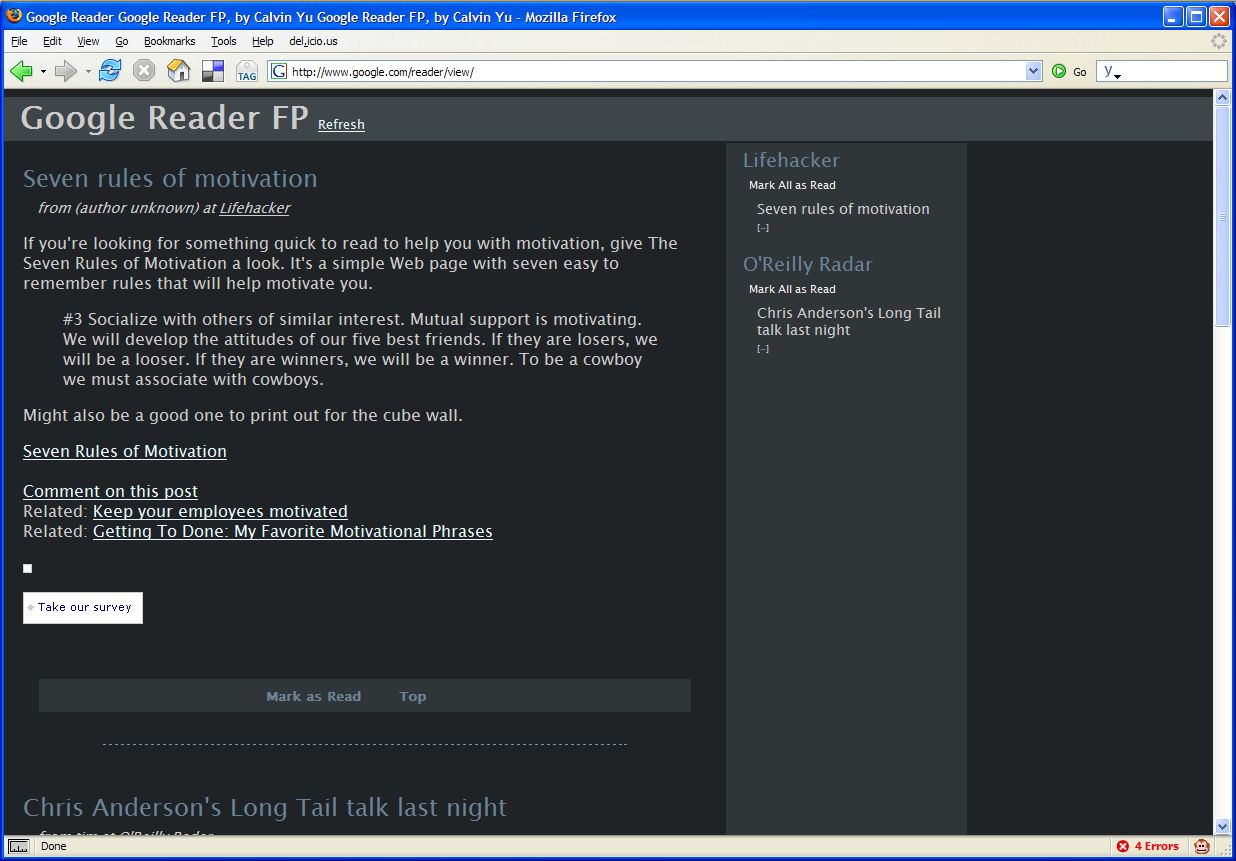 Google Reader Google Reader FP, by Calvin Yu Google Reader FP, by Calvin Yu - Mozilla Firefox
File Edit View Go Bookmarks Tools Help del.icio.us
TAG G http://www.google.com/reader/view/ Go y
Google Reader FP Refresh
Seven rules of motivation
from (author unknown) at Lifehacker
If you're looking for something quick to read to help you with motivation, give The
Seven Rules of Motivation a look. It's a simple Web page with seven easy to
remember rules that will help motivate you.
#3 Socialize with others of similar interest. Mutual support is motivating.
We will develop the attitudes of our five best friends. If they are losers, we
will be a looser. If they are winners, we will be a winner. To be a cowboy
we must associate with cowboys.
Might also be a good one to print out for the cube wall.
Seven Rules of Motivation
Comment on this post
Related: Keep your employees motivated
Related: Getting To Done: My Favorite Motivational Phrases
Take our survey
Mark as Read Top
Chris Anderson's Long Tail talk last night
from tim at O'Reilly Radar
Lifehacker
Mark All as Read
Seven rules of motivation
[-]
O'Reilly Radar
Mark All as Read
Chris Anderson's Long Tail
talk last night
[-]
Done
4 Errors